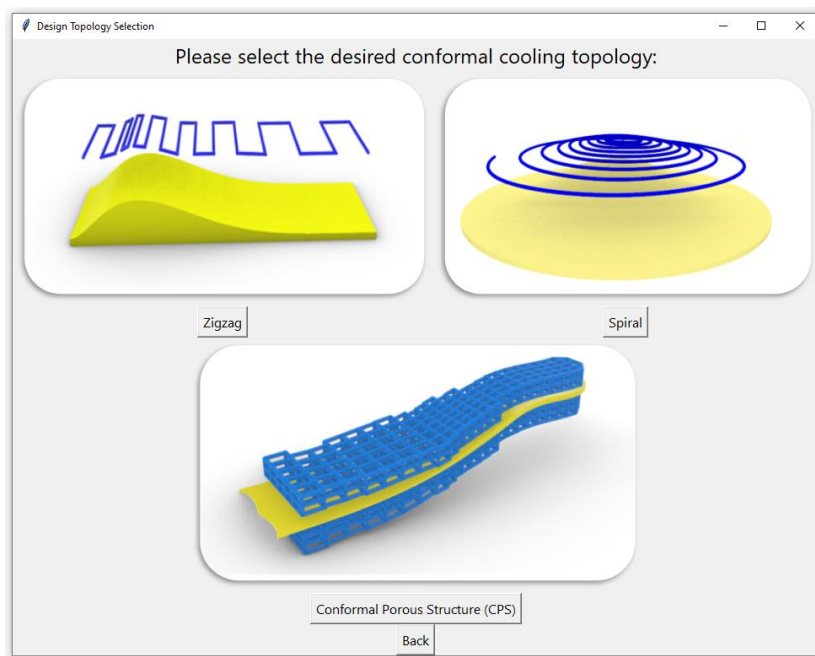 Design Topology Selection
Please select the desired conformal cooling topology:
Zigzag
Spiral
Conformal Porous Structure (CPS)
Back